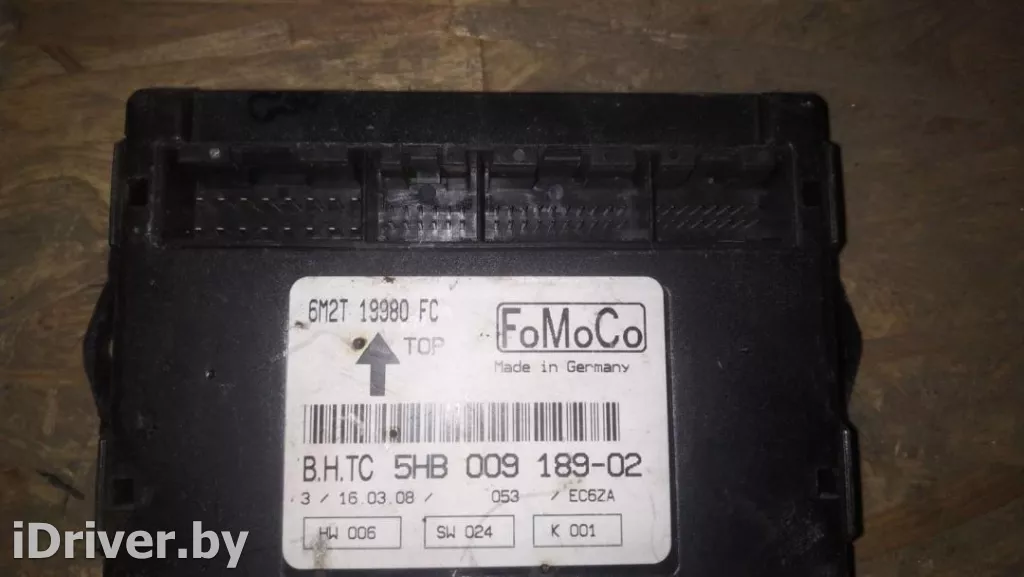 6M2T 19980 FC
TOP
FoMoCo
Made in Germany
B.H.TC 5HB 009 189-02
3 / 16.03.08 / 053 / EC6ZA
HW 006 SW 024 K 001
iDriver.by